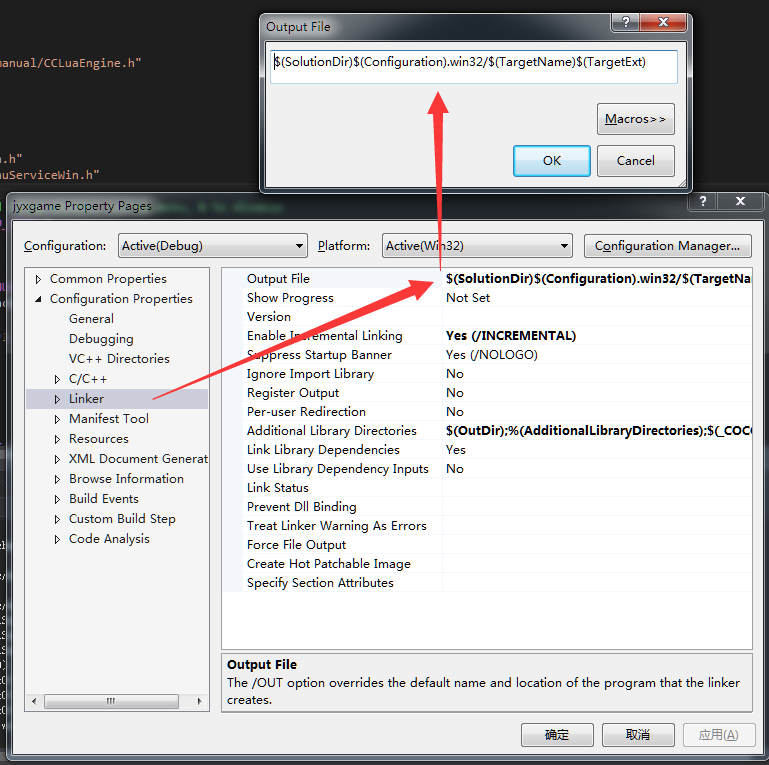 Output File
?
manual/CCLuaEngine.h"
$(SolutionDir)$(Configuration).win32/$(TargetName)$(TargetExt)
Macros>>
OK
Cancel
n.h"
uServiceWin.h"
jyxgame Property Pages
?
Configuration:
Active(Debug)
Platform:
Active(Win32)
Configuration Manager...
Common Properties
Configuration Properties
General
Debugging
VC++ Directories
C/C++
Linker
Manifest Tool
Resources
XML Document Generat
Browse Information
Build Events
Custom Build Step
Code Analysis
Output File $(SolutionDir)$(Configuration).win32/$(TargetNa
Show Progress Not Set
Version
Enable Incremental Linking Yes (/INCREMENTAL)
Suppress Startup Banner Yes (/NOLOGO)
Ignore Import Library No
Register Output No
Per-user Redirection No
Additional Library Directories $(OutDir);%(AdditionalLibraryDirectories);$(_COCO
Link Library Dependencies Yes
Use Library Dependency Inputs No
Link Status
Prevent Dll Binding
Treat Linker Warning As Errors
Force File Output
Create Hot Patchable Image
Specify Section Attributes
Output File
The /OUT option overrides the default name and location of the program that the linker
creates.
确定
取消
应用(A)